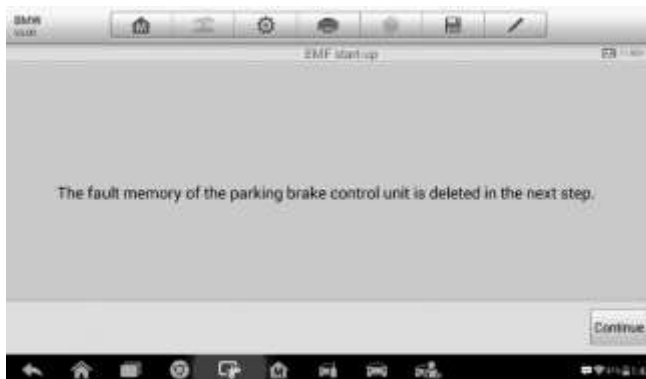 BMW
EMF start-up
The fault memory of the parking brake control unit is deleted in the next step.
Continue